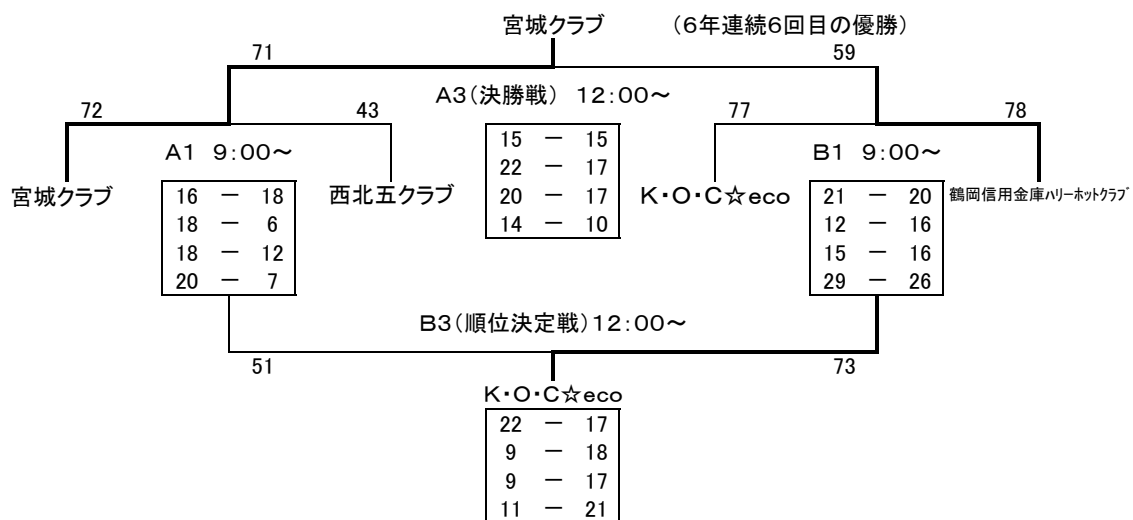 宮城クラブ (6年連続6回目の優勝)
71 59
A3(決勝戦) 12:00～
72 43 77 78
A1 9:00～ B1 9:00～
宮城クラブ 西北五クラブ K・O・C☆eco 鶴岡信用金庫ハリーホットクラブ
15 － 15
22 － 17
20 － 17
14 － 10
16 － 18
18 － 6
18 － 12
20 － 7
21 － 20
12 － 16
15 － 16
29 － 26
B3(順位決定戦)12:00～
51 73
K・O・C☆eco
22 － 17
9 － 18
9 － 17
11 － 21